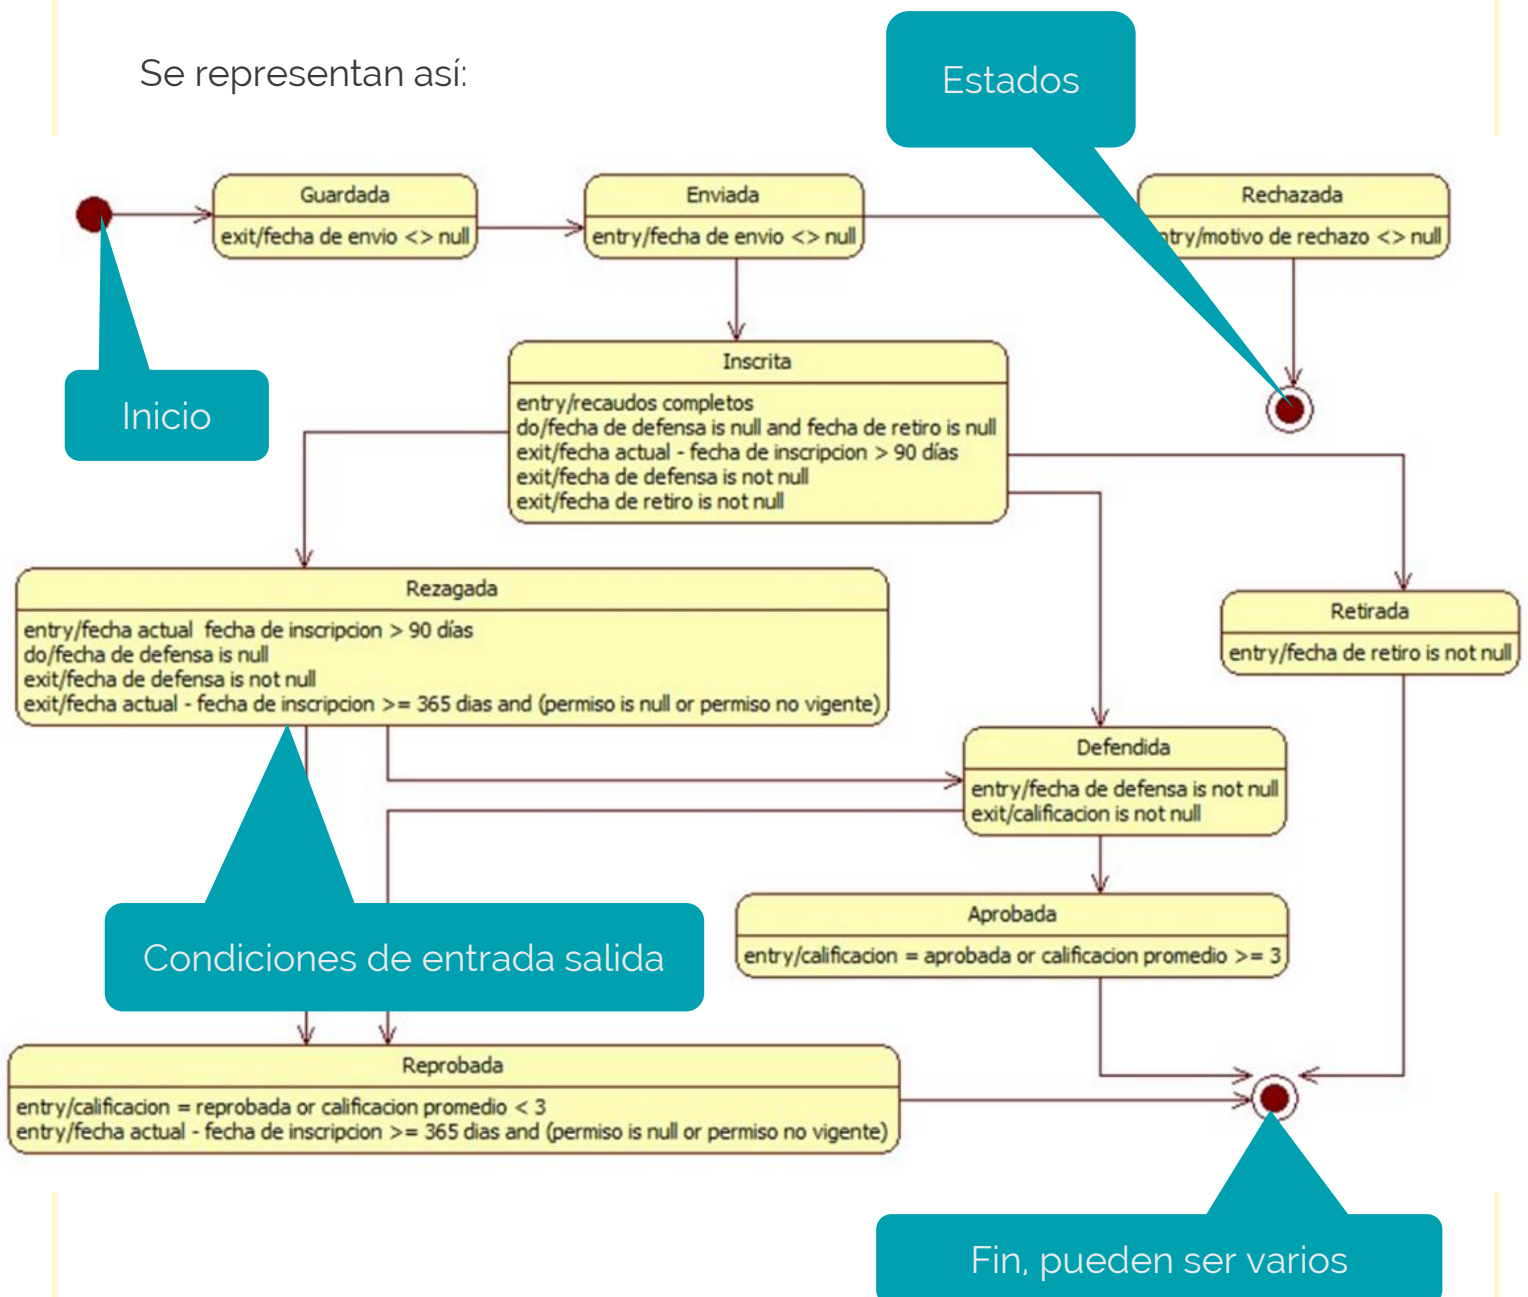 Se representan así:
Estados
Guardada
exit/fecha de envio <> null
Enviada
entry/fecha de envio <> null
Rechazada
ntry/motivo de rechazo <> null
Inicio
Inscrita
entry/recaudos completos
do/fecha de defensa is null and fecha de retiro is null
exit/fecha actual - fecha de inscripcion > 90 días
exit/fecha de defensa is not null
exit/fecha de retiro is not null
Rezagada
entry/fecha actual  fecha de inscripcion > 90 días
do/fecha de defensa is null
exit/fecha de defensa is not null
exit/fecha actual - fecha de inscripcion >= 365 dias and (permiso is null or permiso no vigente)
Retirada
entry/fecha de retiro is not null
Defendida
entry/fecha de defensa is not null
exit/calificacion is not null
Condiciones de entrada salida
Aprobada
entry/calificacion = aprobada or calificacion promedio >= 3
Reprobada
entry/calificacion = reprobada or calificacion promedio < 3
entry/fecha actual - fecha de inscripcion >= 365 dias and (permiso is null or permiso no vigente)
Fin, pueden ser varios